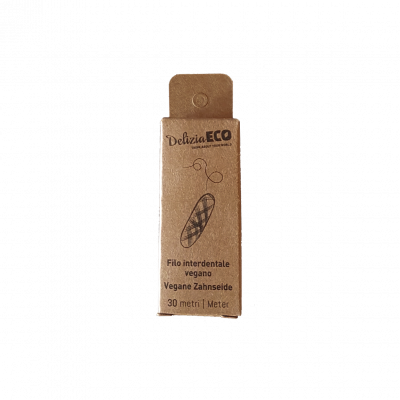 DeliziaECO
Filo interdentale
vegano
Vegane Zahnseide
30 metri | Meter